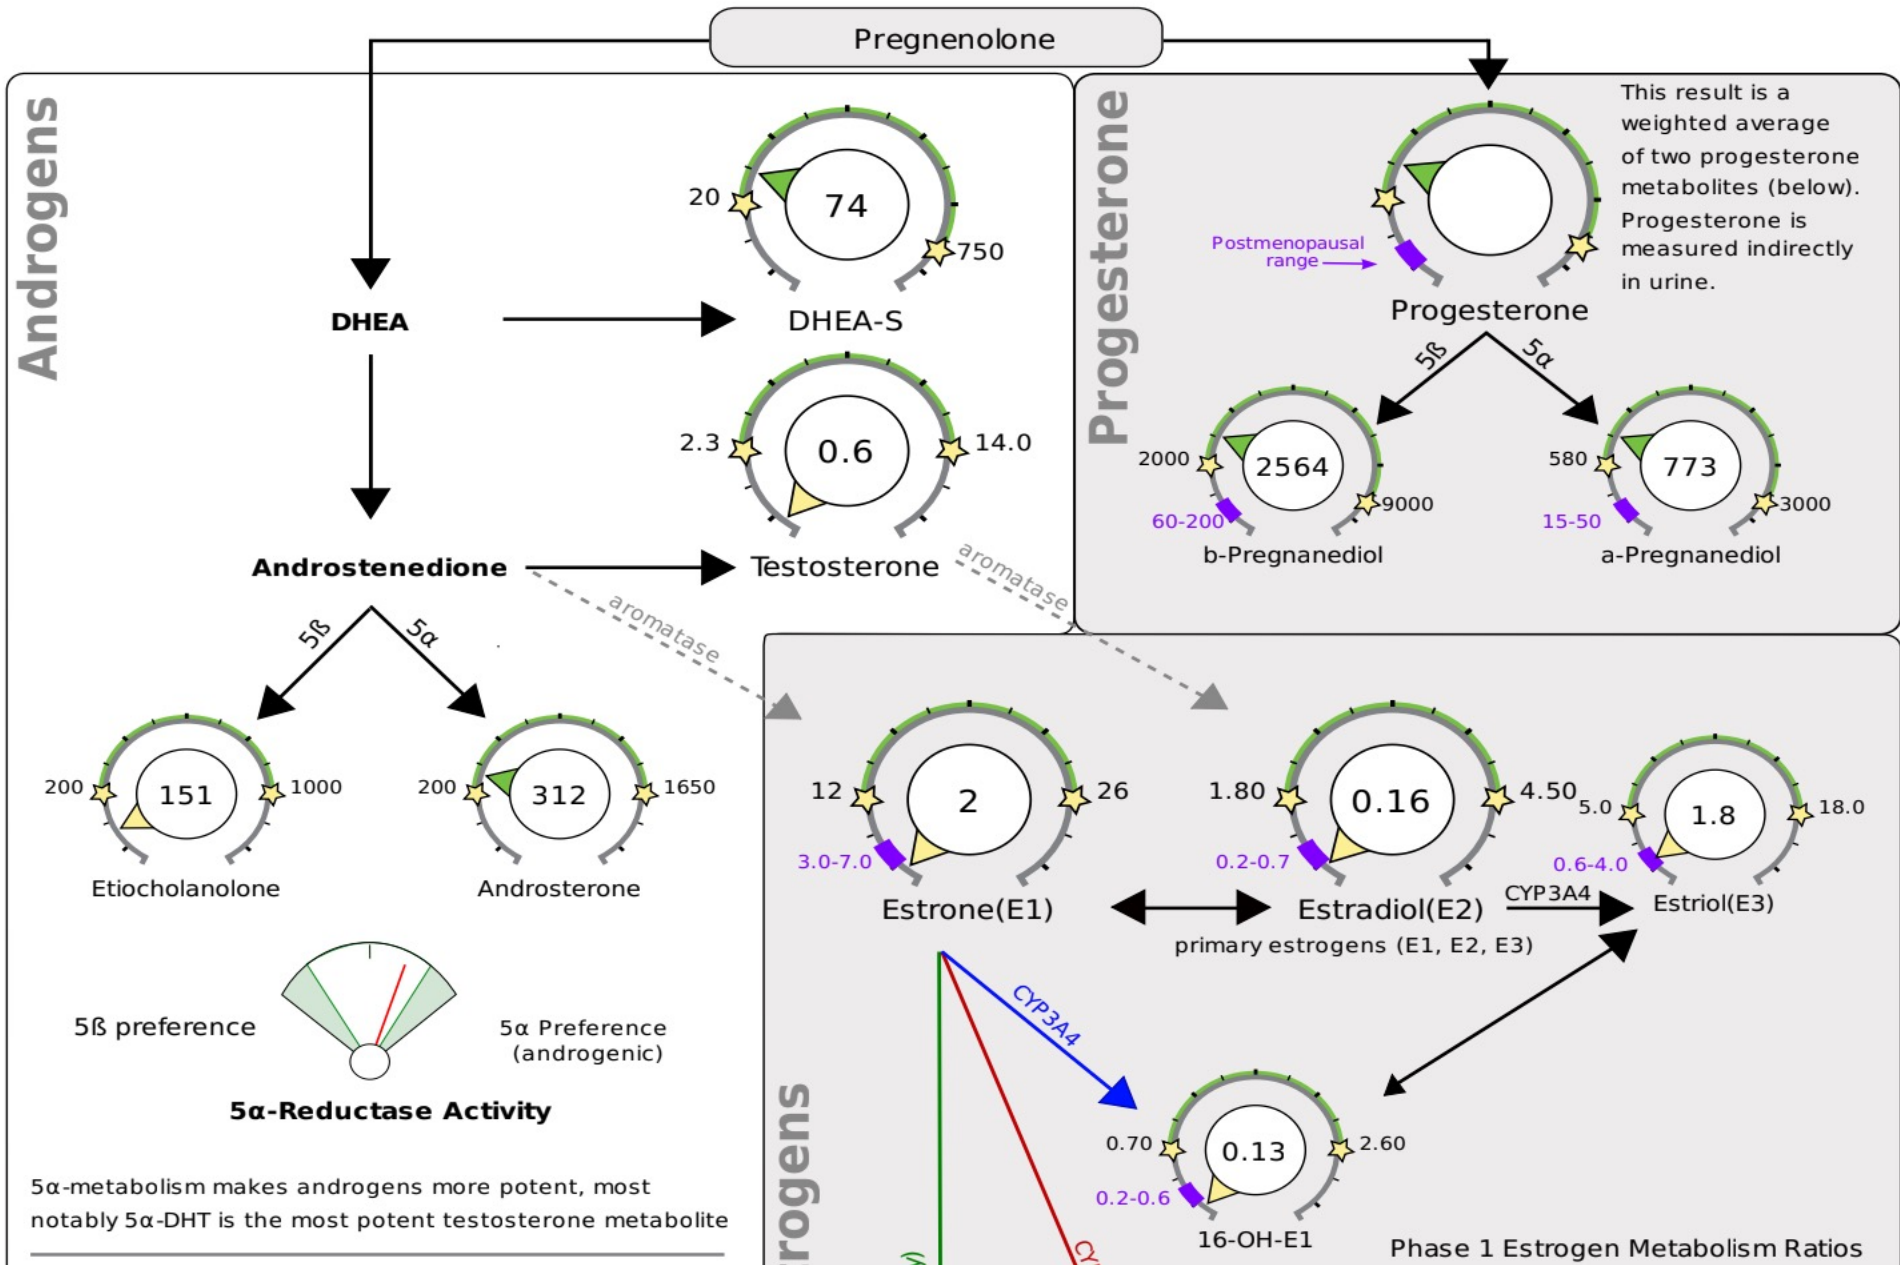 Pregnenolone
Androgens
20
74
750
DHEA
DHEA-S
2.3
0.6
14.0
Androstenedione
Testosterone
aromatase
aromatase
5ß
5α
200
151
1000
Etiocholanolone
200
312
1650
Androsterone
5ß preference
5α Preference
(androgenic)
5α-Reductase Activity
5α-metabolism makes androgens more potent, most
notably 5α-DHT is the most potent testosterone metabolite
Progesterone
This result is a
weighted average
of two progesterone
metabolites (below).
Progesterone is
measured indirectly
in urine.
Postmenopausal
range
Progesterone
5ß
5α
2000
2564
9000
60-200
b-Pregnanediol
580
773
3000
15-50
a-Pregnanediol
12
2
26
3.0-7.0
Estrone(E1)
1.80
0.16
4.50
0.2-0.7
Estradiol(E2)
5.0
1.8
18.0
0.6-4.0
Estriol(E3)
CYP3A4
primary estrogens (E1, E2, E3)
CYP3A4
0.70
0.13
2.60
0.2-0.6
16-OH-E1
rogens
CY
Phase 1 Estrogen Metabolism Ratios